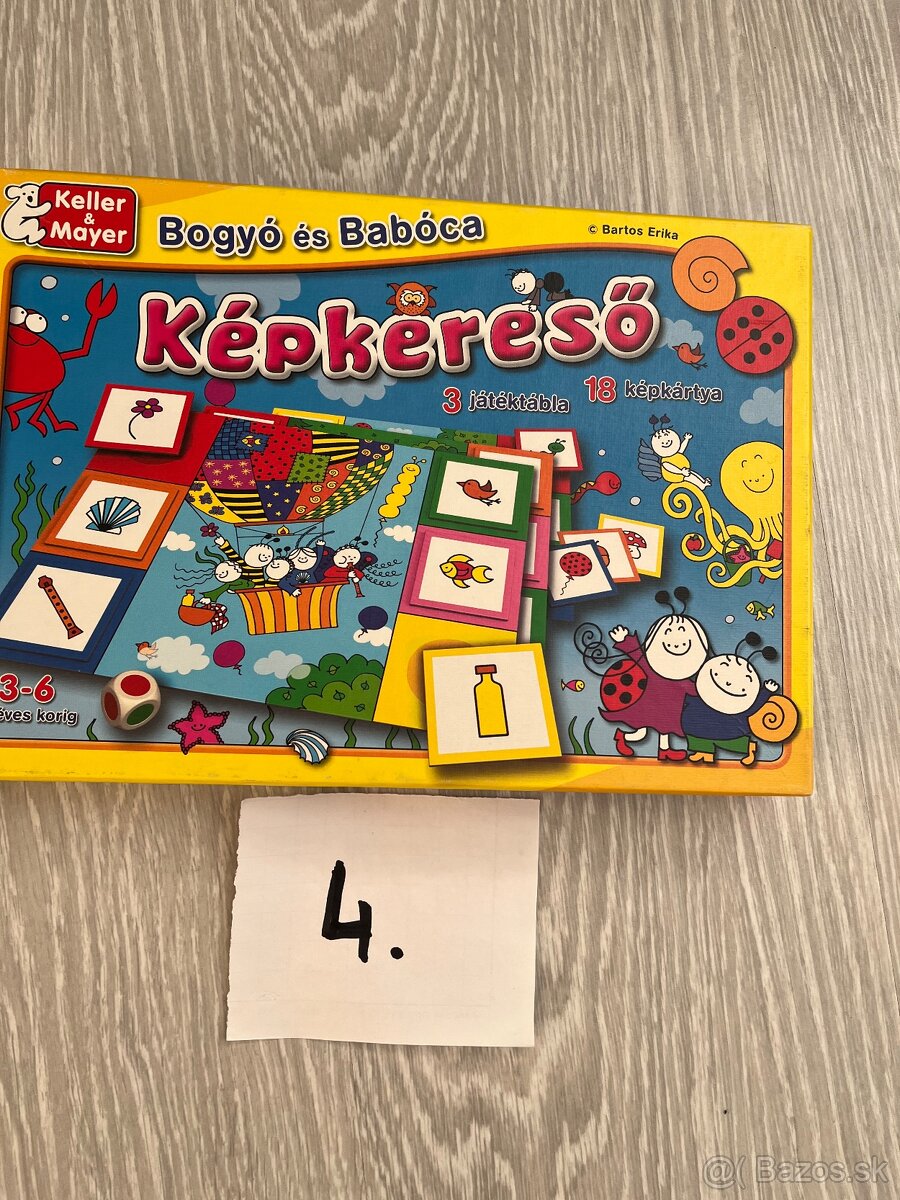 Keller
&
Mayer
Bogyó és Babóca
© Bartos Erika
Képkereső
3 játéktábla 18 képkártya
3-6
éves korig
4.
@( Bazos.sk